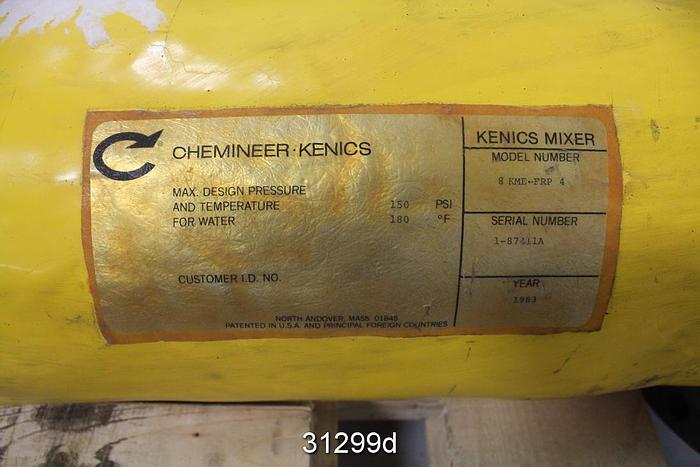 CHEMINEER·KENICS
MAX. DESIGN PRESSURE
AND TEMPERATURE 150 PSI
FOR WATER 180 °F
CUSTOMER I.D. NO.
NORTH ANDOVER, MASS. 01845
PATENTED IN U.S.A. AND PRINCIPAL FOREIGN COUNTRIES
KENICS MIXER
MODEL NUMBER
8 KME-FRP 4
SERIAL NUMBER
1-87411A
YEAR
1983
31299d